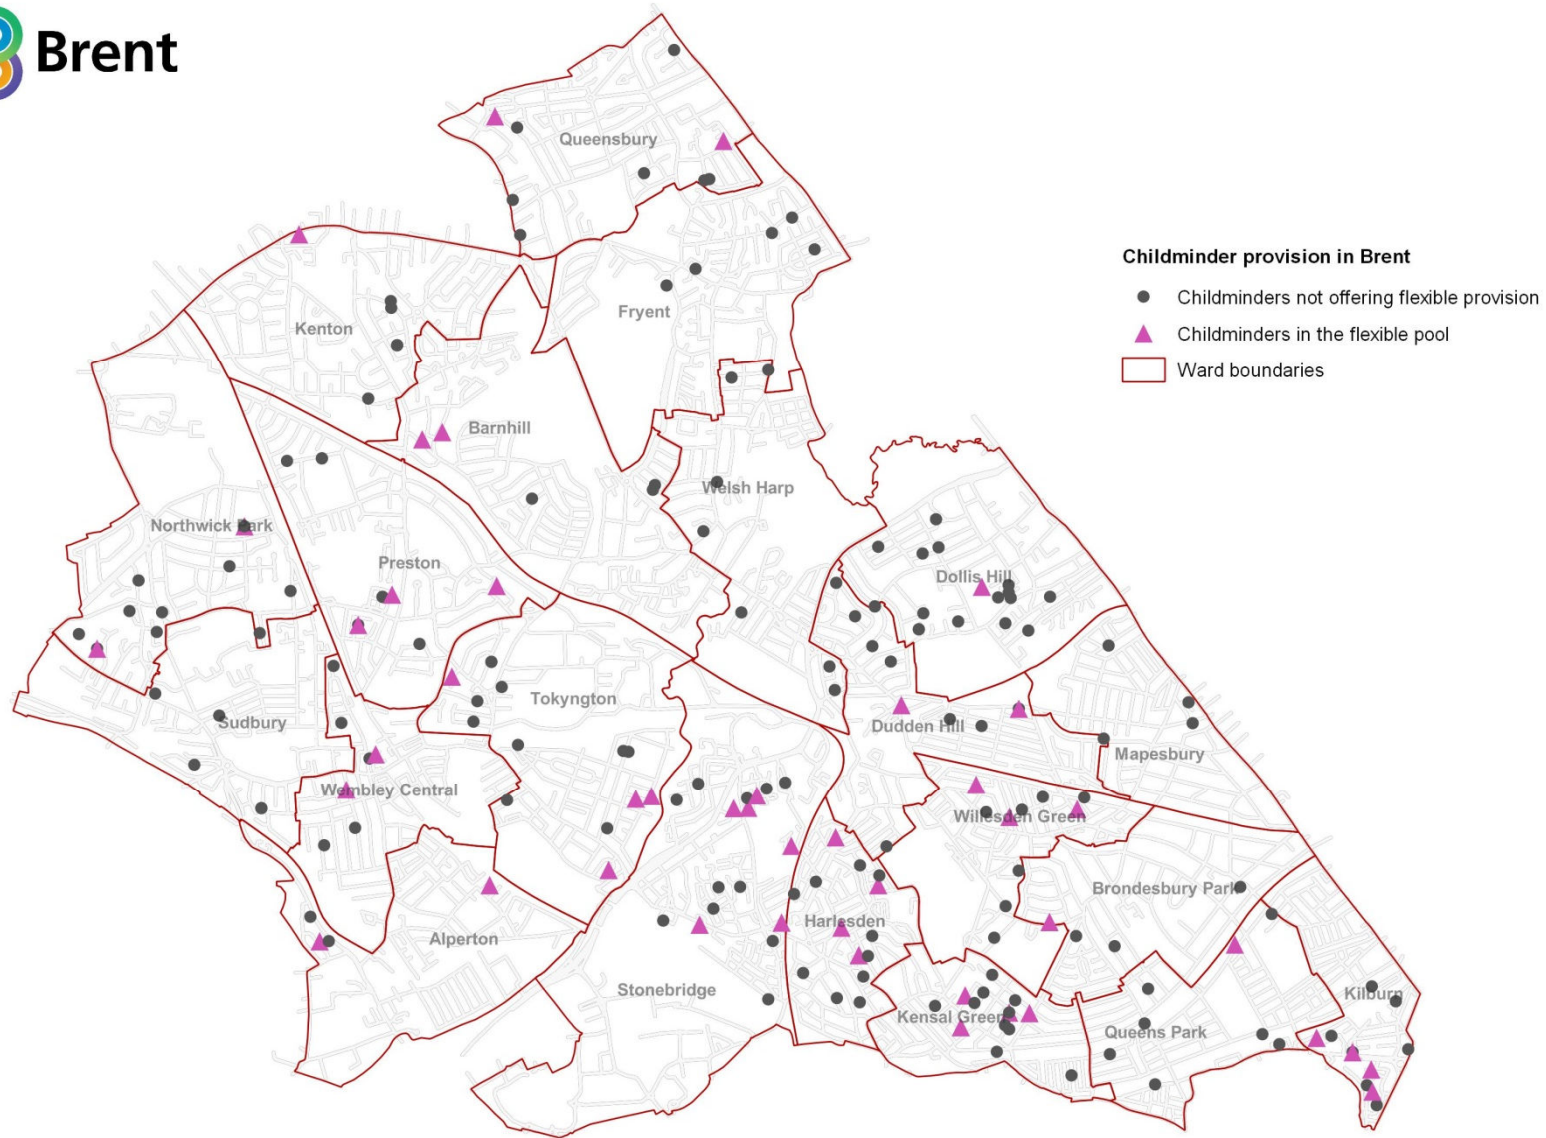 Brent
Queensbury
Childminder provision in Brent
Childminders not offering flexible provision
Childminders in the flexible pool
Ward boundaries
Fryent
Kenton
Barnhill
Welsh Harp
Northwick Park
Preston
Dollis Hill
Tokyngton
Sudbury
Dudden Hill
Mapesbury
Wembley Central
Willesden Green
Brondesbury Park
Harlesden
Alperton
Stonebridge
Kilburn
Kensal Green
Queens Park